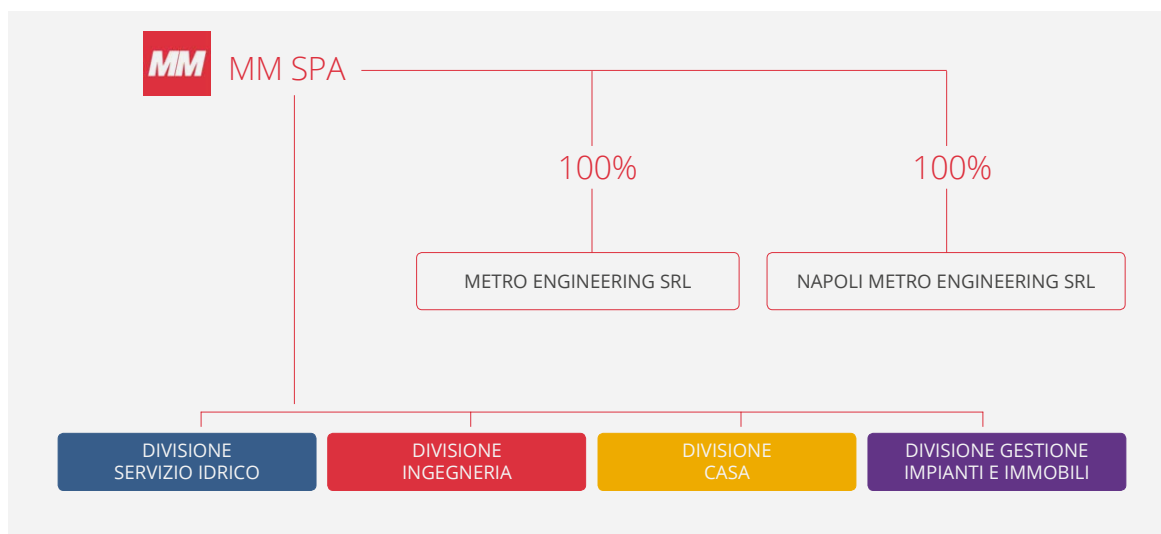 MM
MM SPA
100%
100%
METRO ENGINEERING SRL
NAPOLI METRO ENGINEERING SRL
DIVISIONE
SERVIZIO IDRICO
DIVISIONE
INGEGNERIA
DIVISIONE
CASA
DIVISIONE GESTIONE
IMPIANTI E IMMOBILI